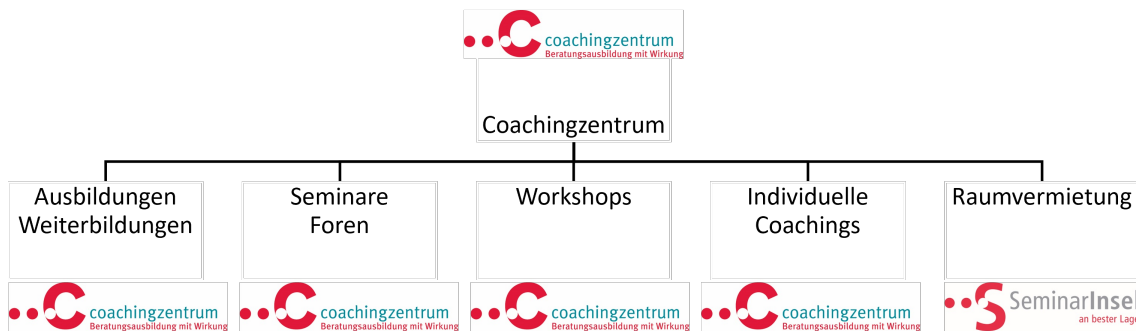 coachingzentrum
Beratungsausbildung mit Wirkung
Coachingzentrum
Ausbildungen
Weiterbildungen
Seminare
Foren
Workshops
Individuelle
Coachings
Raumvermietung
coachingzentrum
Beratungsausbildung mit Wirkung
coachingzentrum
Beratungsausbildung mit Wirkung
coachingzentrum
Beratungsausbildung mit Wirkung
coachingzentrum
Beratungsausbildung mit Wirkung
SeminarInsel
an bester Lage